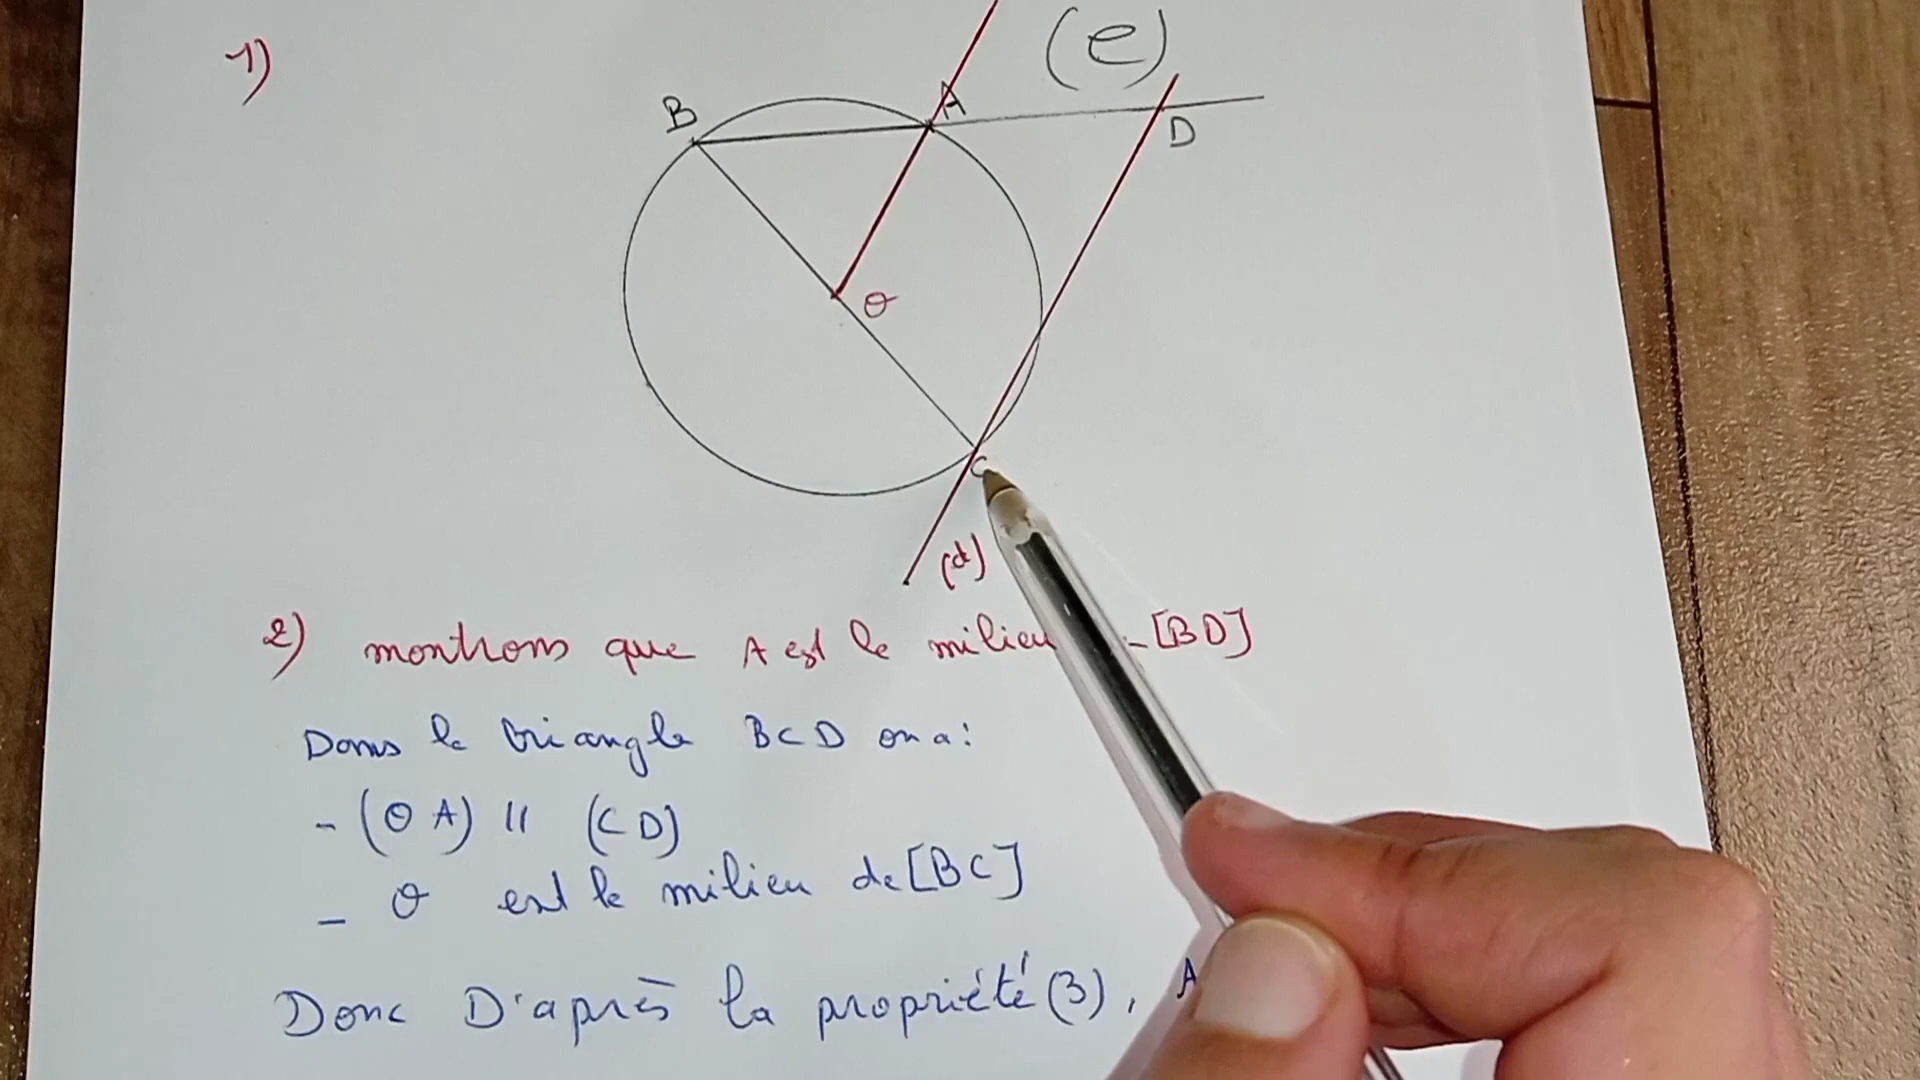 1)
(e)
B
A
D
O
C
(d)
2) montrons que A est le milieu [BD]
Dans le triangle BCD on a:
- (OA) || (CD)
- O est le milieu de [BC]
Donc D'après la propriété (3), A